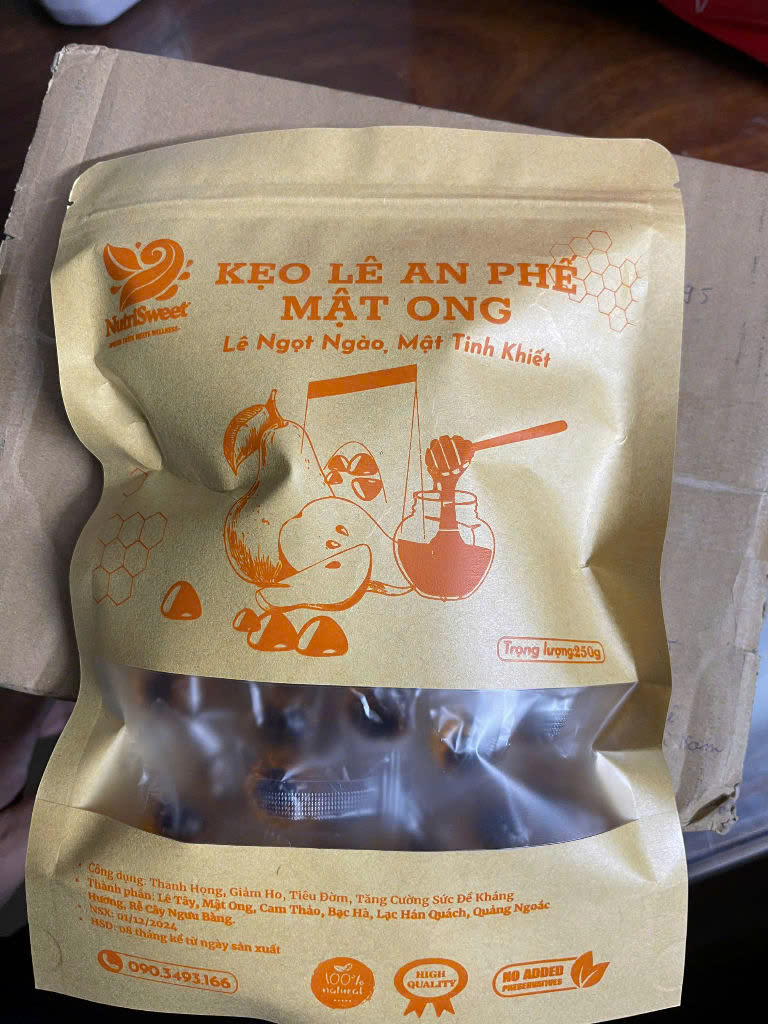 KẸO LÊ AN PHẾ
MẬT ONG
Lê Ngọt Ngào, Mật Tinh Khiết
NutriSweet
Trọng lượng:250g
• Công dụng: Thanh Họng, Giảm Ho, Tiêu Đờm, Tăng Cường Sức Đề Kháng
• Thành phần: Lê Tây, Mật Ong, Cam Thảo, Bạc Hà, Lạc Hán Quách, Quảng Ngoác
Hương, Rễ Cây Ngưu Bàng.
• NSX: 01/12/2024
• HSD: 08 tháng kể từ ngày sản xuất
090.3493.166
100%
natural
HIGH
QUALITY
NO ADDED
PRESERVATIVES